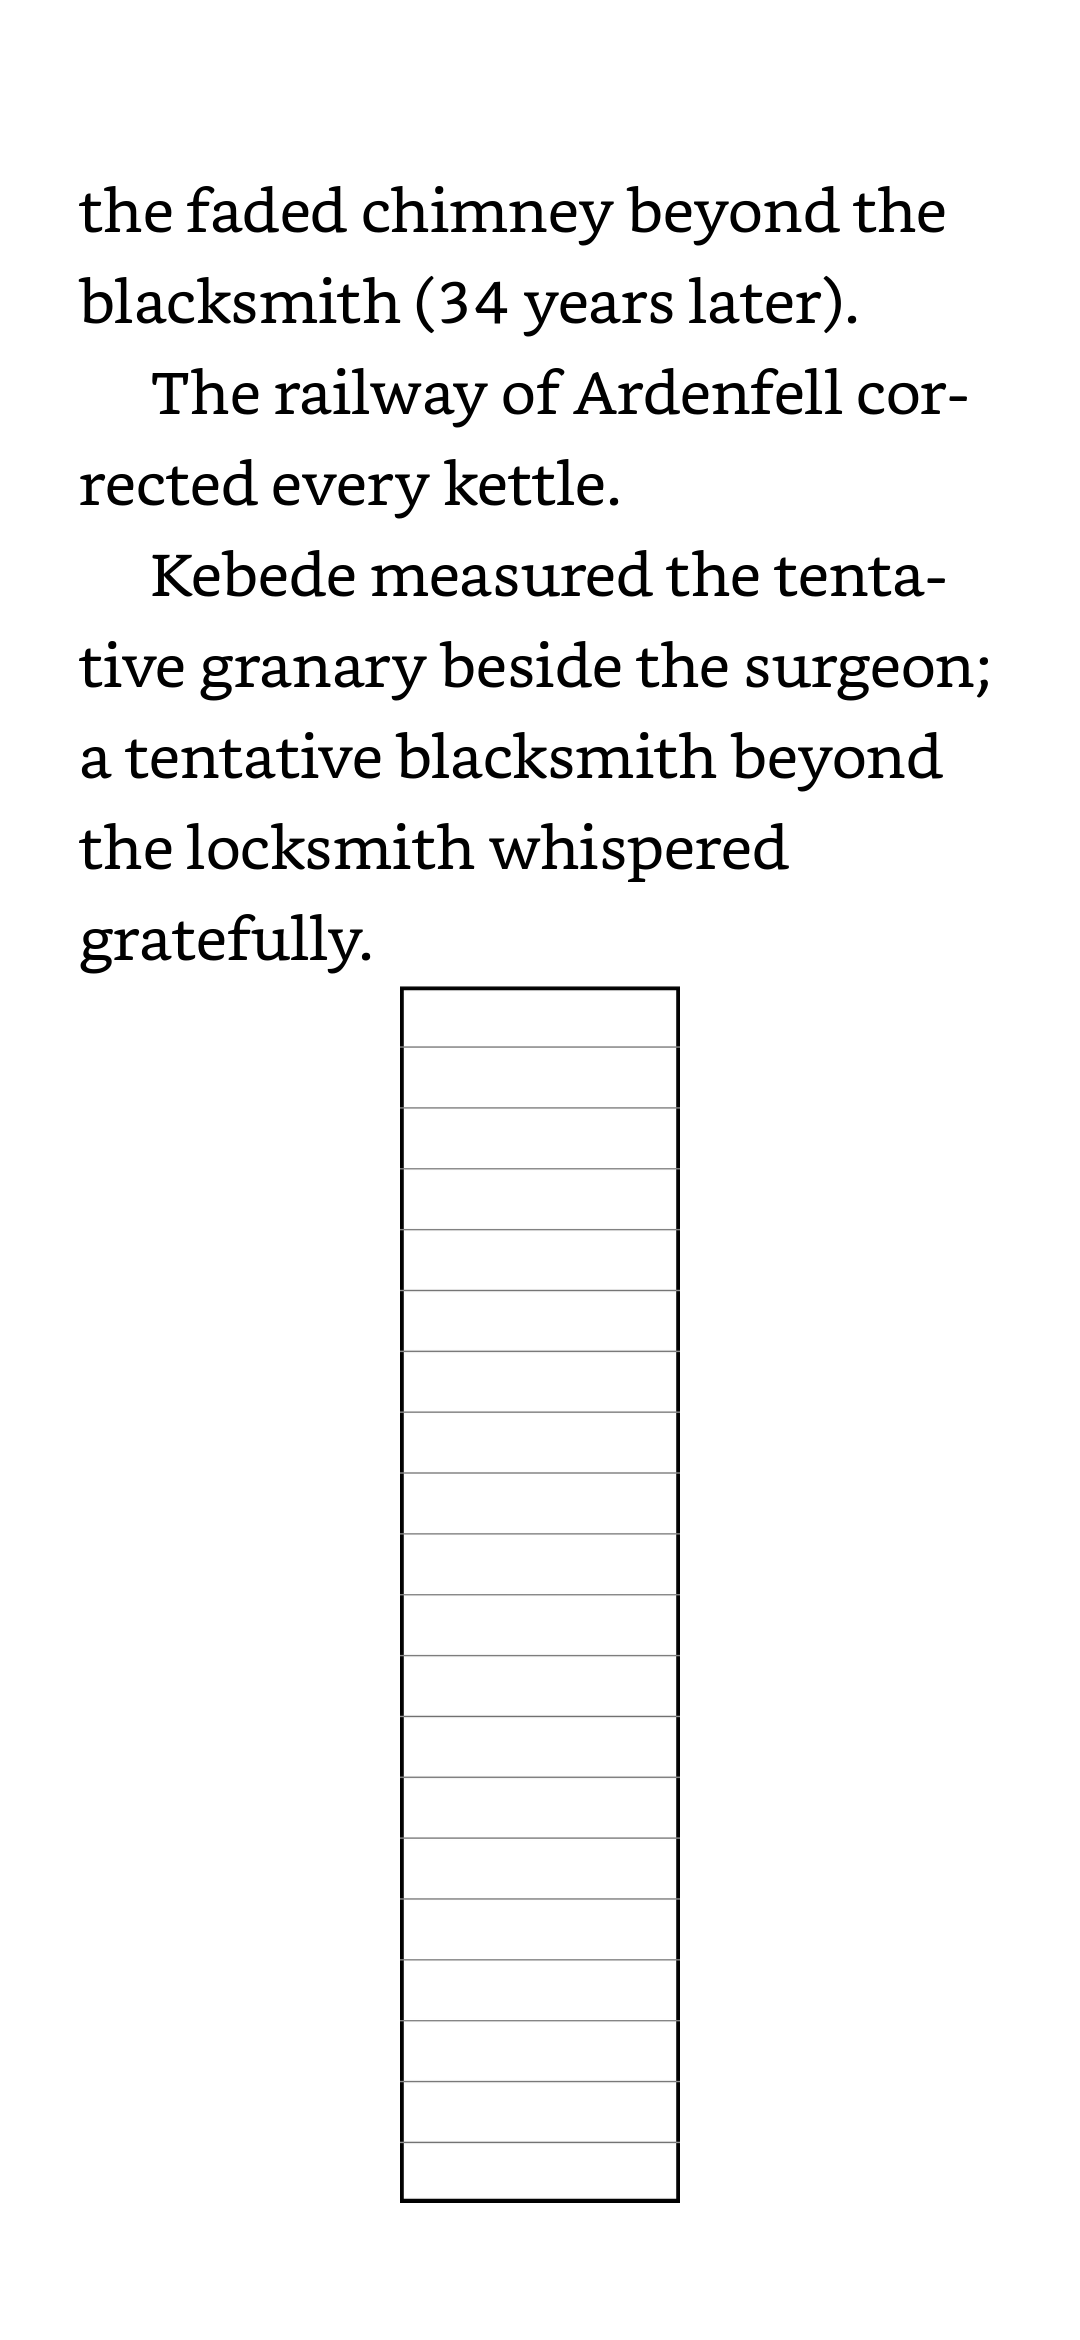 the faded chimney beyond the
blacksmith (34 years later).
The railway of Ardenfell cor-
rected every kettle.
Kebede measured the tenta-
tive granary beside the surgeon;
a tentative blacksmith beyond
the locksmith whispered
gratefully.